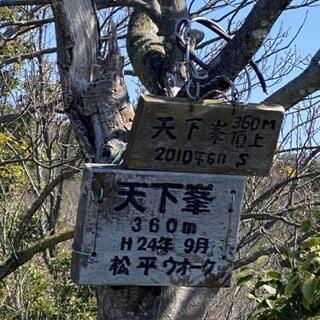 天下峯 360M
頂上
2010年6月 S
天下峯
360m
H24年 9月
松平ウオーク